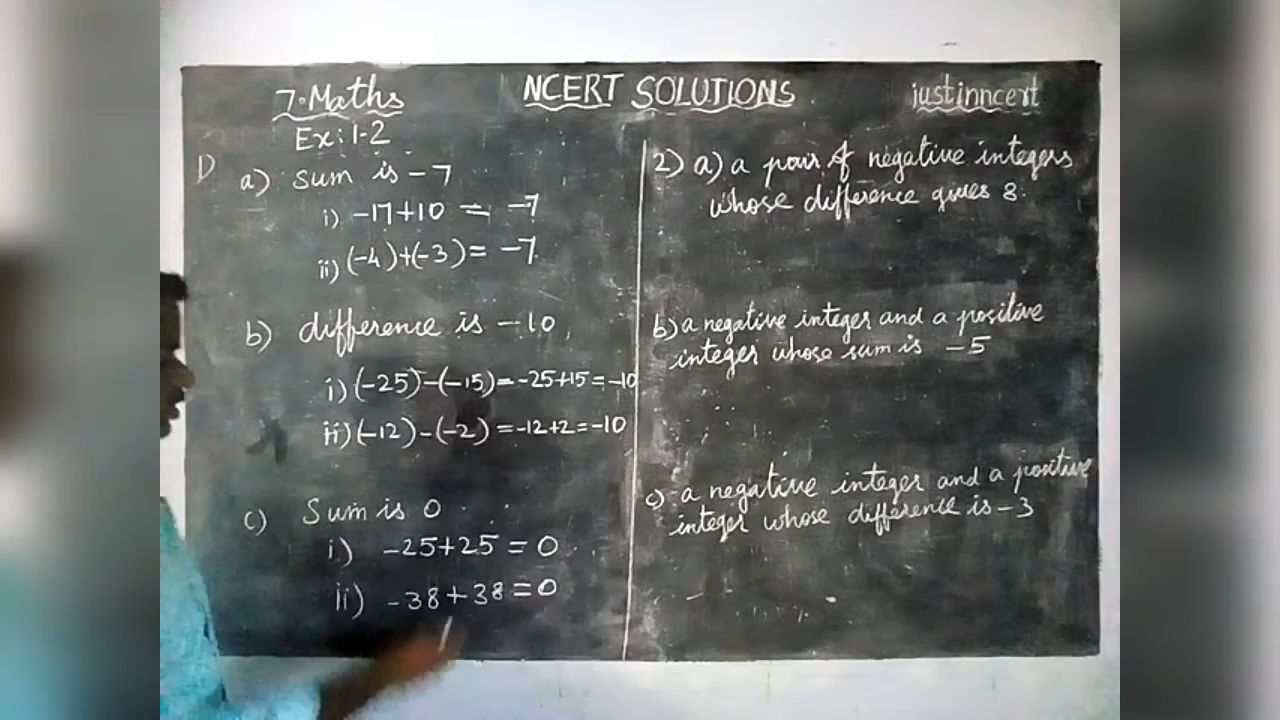 7. Maths
NCERT SOLUTIONS
justinncert
Ex: 1.2
1)
a) Sum is -7
i) -17+10 = -7
ii) (-4)+(-3) = -7
b) difference is -10,
i) (-25)-(-15) = -25+15 = -10
ii) (-12)-(-2) = -12+2 = -10
c) Sum is 0
i.) -25+25 = 0
ii) -38+38 = 0
2) a) a pair of negative integers
whose difference gives 8.
b) a negative integer and a positive
integer whose sum is -5
c) a negative integer and a positive
integer whose difference is -3